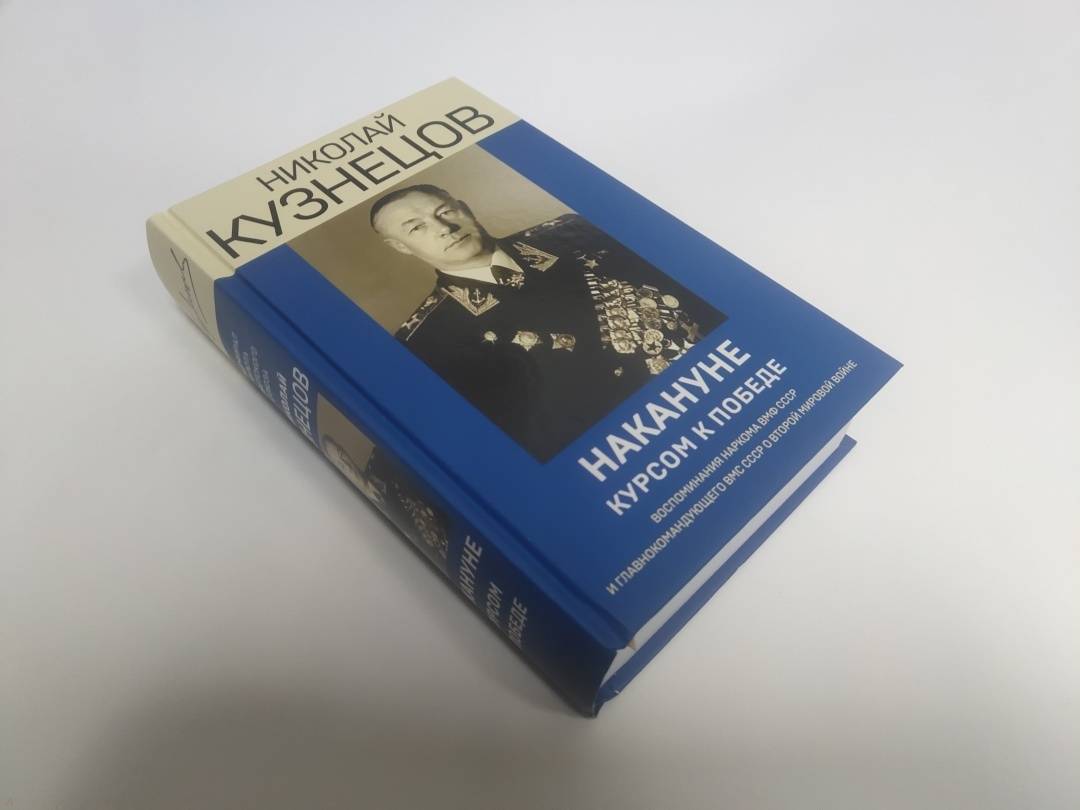 НИКОЛАЙ
КУЗНЕЦОВ
НАКАНУНЕ
КУРСОМ К ПОБЕДЕ
ВОСПОМИНАНИЯ НАРКОМА ВМФ СССР
И ГЛАВНОКОМАНДУЮЩЕГО ВМС СССР О ВТОРОЙ МИРОВОЙ ВОЙНЕ